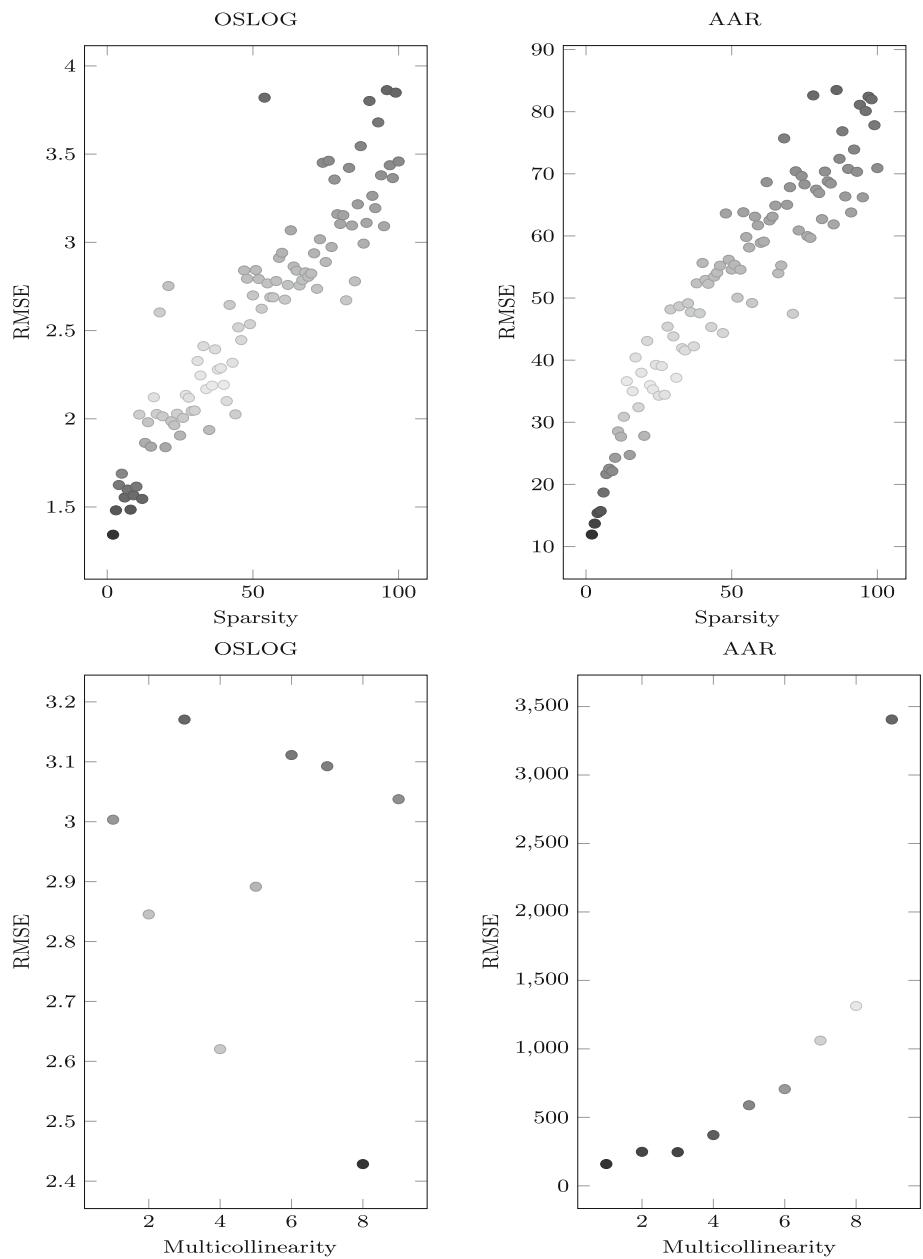 OSLOG
4
3.5
3
2.5
2
1.5
RMSE
0 50 100
Sparsity
AAR
90
80
70
60
50
40
30
20
10
RMSE
0 50 100
Sparsity
OSLOG
3.2
3.1
3
2.9
2.8
2.7
2.6
2.5
2.4
RMSE
2 4 6 8
Multicollinearity
AAR
3,500
3,000
2,500
2,000
1,500
1,000
500
0
RMSE
2 4 6 8
Multicollinearity